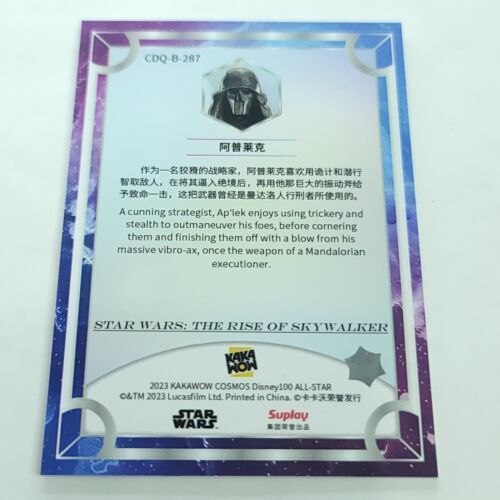 CDQ-B-287
阿普莱克
作为一名狡猾的战略家，阿普莱克喜欢用诡计和潜行
智取敌人，在将其逼入绝境后，再用他那巨大的振动斧给
予致命一击，这把武器曾经是曼达洛人行刑者所使用的。
A cunning strategist, Ap'lek enjoys using trickery and
stealth to outmaneuver his foes, before cornering
them and finishing them off with a blow from his
massive vibro-ax, once the weapon of a Mandalorian
executioner.
STAR WARS: THE RISE OF SKYWALKER
KAKA
WOW
2023 KAKAWOW COSMOS Disney100 ALL-STAR
©&TM 2023 Lucasfilm Ltd. Printed in China. ©卡卡沃荣誉发行
STAR
WARS
Suplay
集团荣誉出品